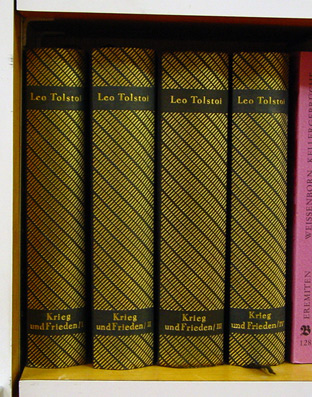 Leo Tolstoi
Krieg
und Frieden/I
Leo Tolstoi
Krieg
und Frieden/II
Leo Tolstoi
Krieg
und Frieden/III
Leo Tolstoi
Krieg
und Frieden/IV
EREMITEN WEISSENBORN
128